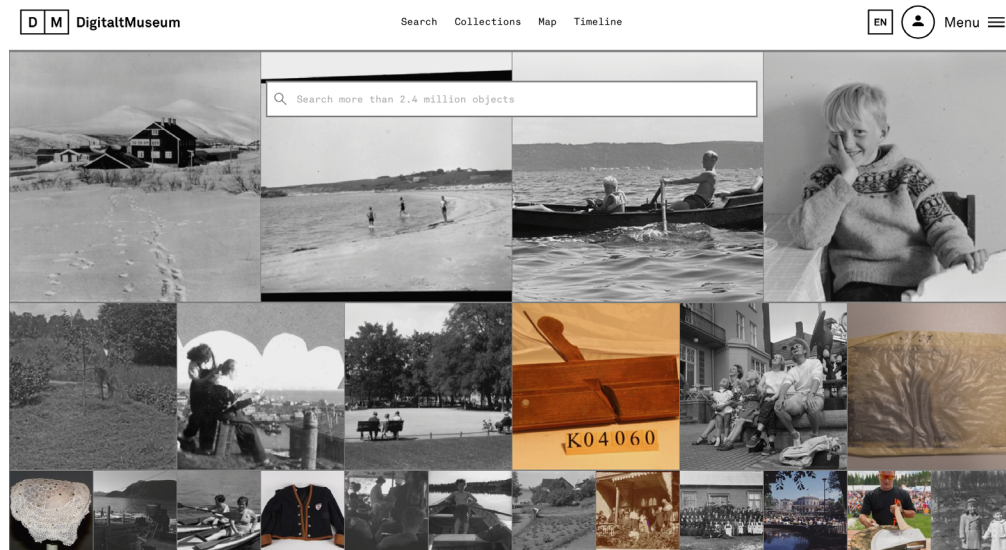 D M DigitaltMuseum
Search Collections Map Timeline
EN
Menu
Search more than 2.4 million objects
K04060